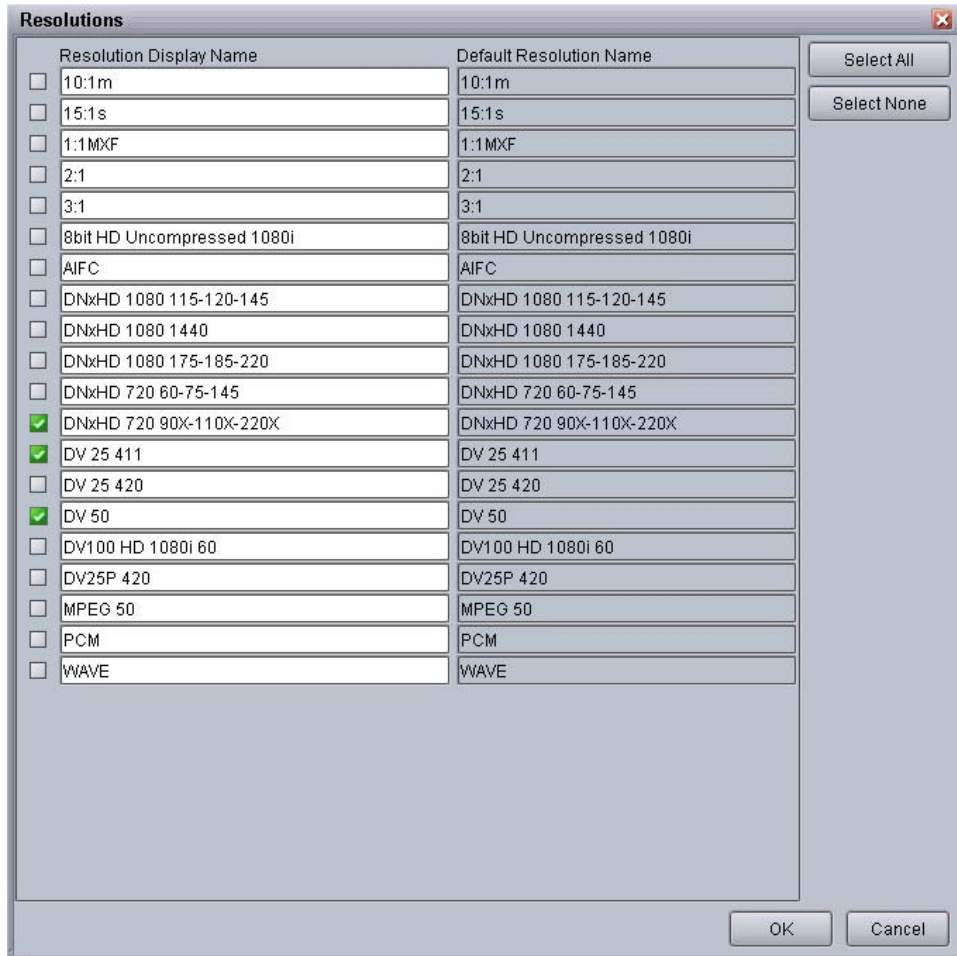 Resolutions
Resolution Display Name Default Resolution Name Select All
10:1m 10:1m
Select None
15:1s 15:1s
1:1MXF 1:1MXF
2:1 2:1
3:1 3:1
8bit HD Uncompressed 1080i 8bit HD Uncompressed 1080i
AIFC AIFC
DNxHD 1080 115-120-145 DNxHD 1080 115-120-145
DNxHD 1080 1440 DNxHD 1080 1440
DNxHD 1080 175-185-220 DNxHD 1080 175-185-220
DNxHD 720 60-75-145 DNxHD 720 60-75-145
DNxHD 720 90X-110X-220X DNxHD 720 90X-110X-220X
DV 25 411 DV 25 411
DV 25 420 DV 25 420
DV 50 DV 50
DV100 HD 1080i 60 DV100 HD 1080i 60
DV25P 420 DV25P 420
MPEG 50 MPEG 50
PCM PCM
WAVE WAVE
OK Cancel